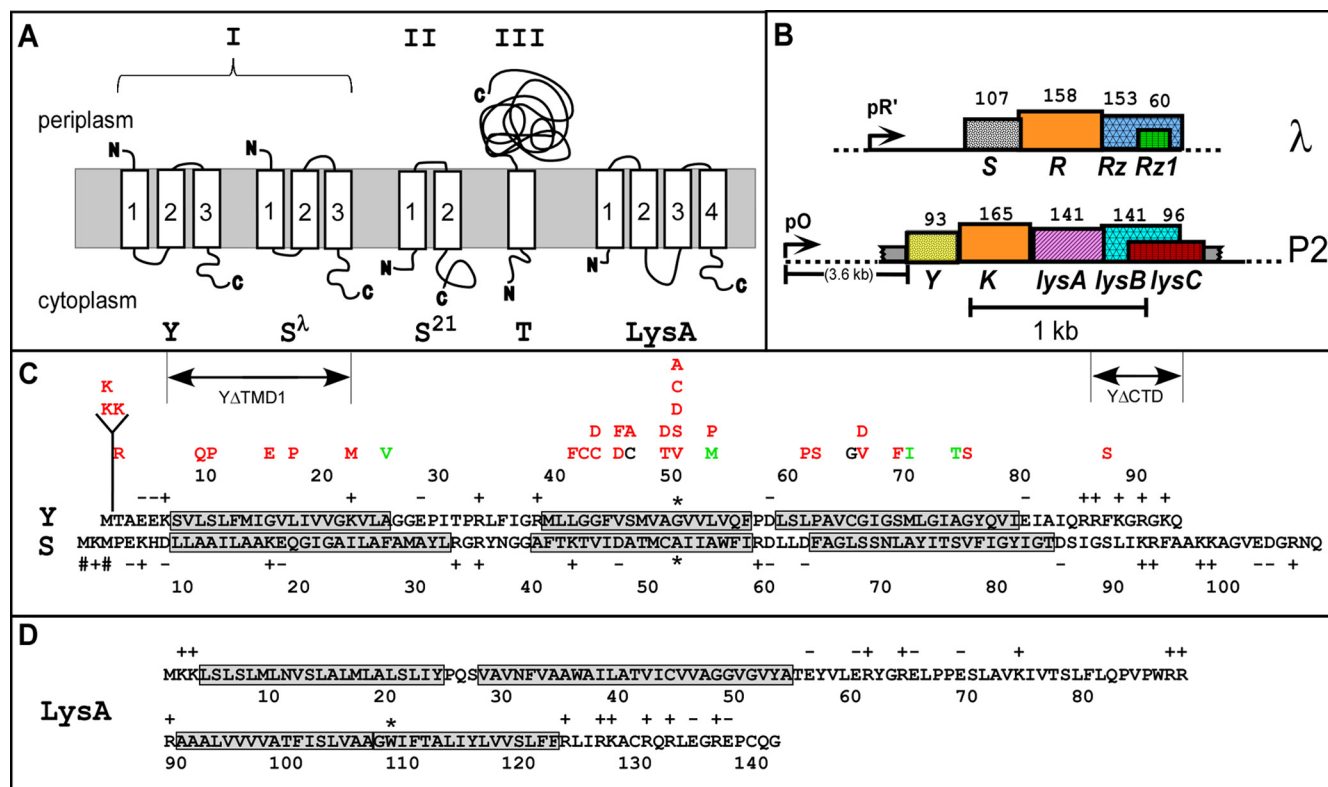 A
I II III
periplasm
N N C
1 2 3 1 2 3 1 2 N 1 2 3 4
C C N C N N C
cytoplasm
Y Sλ S21 T LysA
B
pR'
107 158 153 60
S R Rz Rz1
λ
pO
93 165 141 141 96
P2
(3.6 kb)
Y K lysA lysB lysC
1 kb
C
YΔTMD1
YΔCTD
K A
KK C
D FA DS P D
R QP E P M V FCC DC TV M PS GV FI TS S
10 20 30 40 50 60 70 80 90
-- + - + + * - - ++ + + +
Y MTAEEKSVLSLFMIGVLIVVGKVLAGGEPITPRLFIGRMLLGGFVSMVAGVVLVQFPDLSLPAVCGIGSMLGIAGYQVIEIAIQRRFKGRGKQ
S MKMPEKHDLLAAILAAKEQGIGAILAFAMAYLRGRYNGGAFTKTVIDATMCAIIAWFIRDLLDFAGLSSNLAYITSVFIGYIGTDSIGSLIKRFAAKKAGVEDGRNQ
#+# -+ - +- + + + - * +- - - ++ ++ -- +
10 20 30 40 50 60 70 80 90 100
D
++ - -+ +- - + ++
MKKLSLSLMLNVSLALMLALSLIYPQSVAVNFVAAWAILATVICVVAGGVGVYATEYVLERYGRELPPESLAVKIVTSLFLQPVPWRR
10 20 30 40 50 60 70 80
LysA
+ * + ++ + + - +-
RAAALVVVVATFISLVAAGWIFTALIYLVVSLFFRLIRKACRQRLEGREPCQG
90 100 110 120 130 140